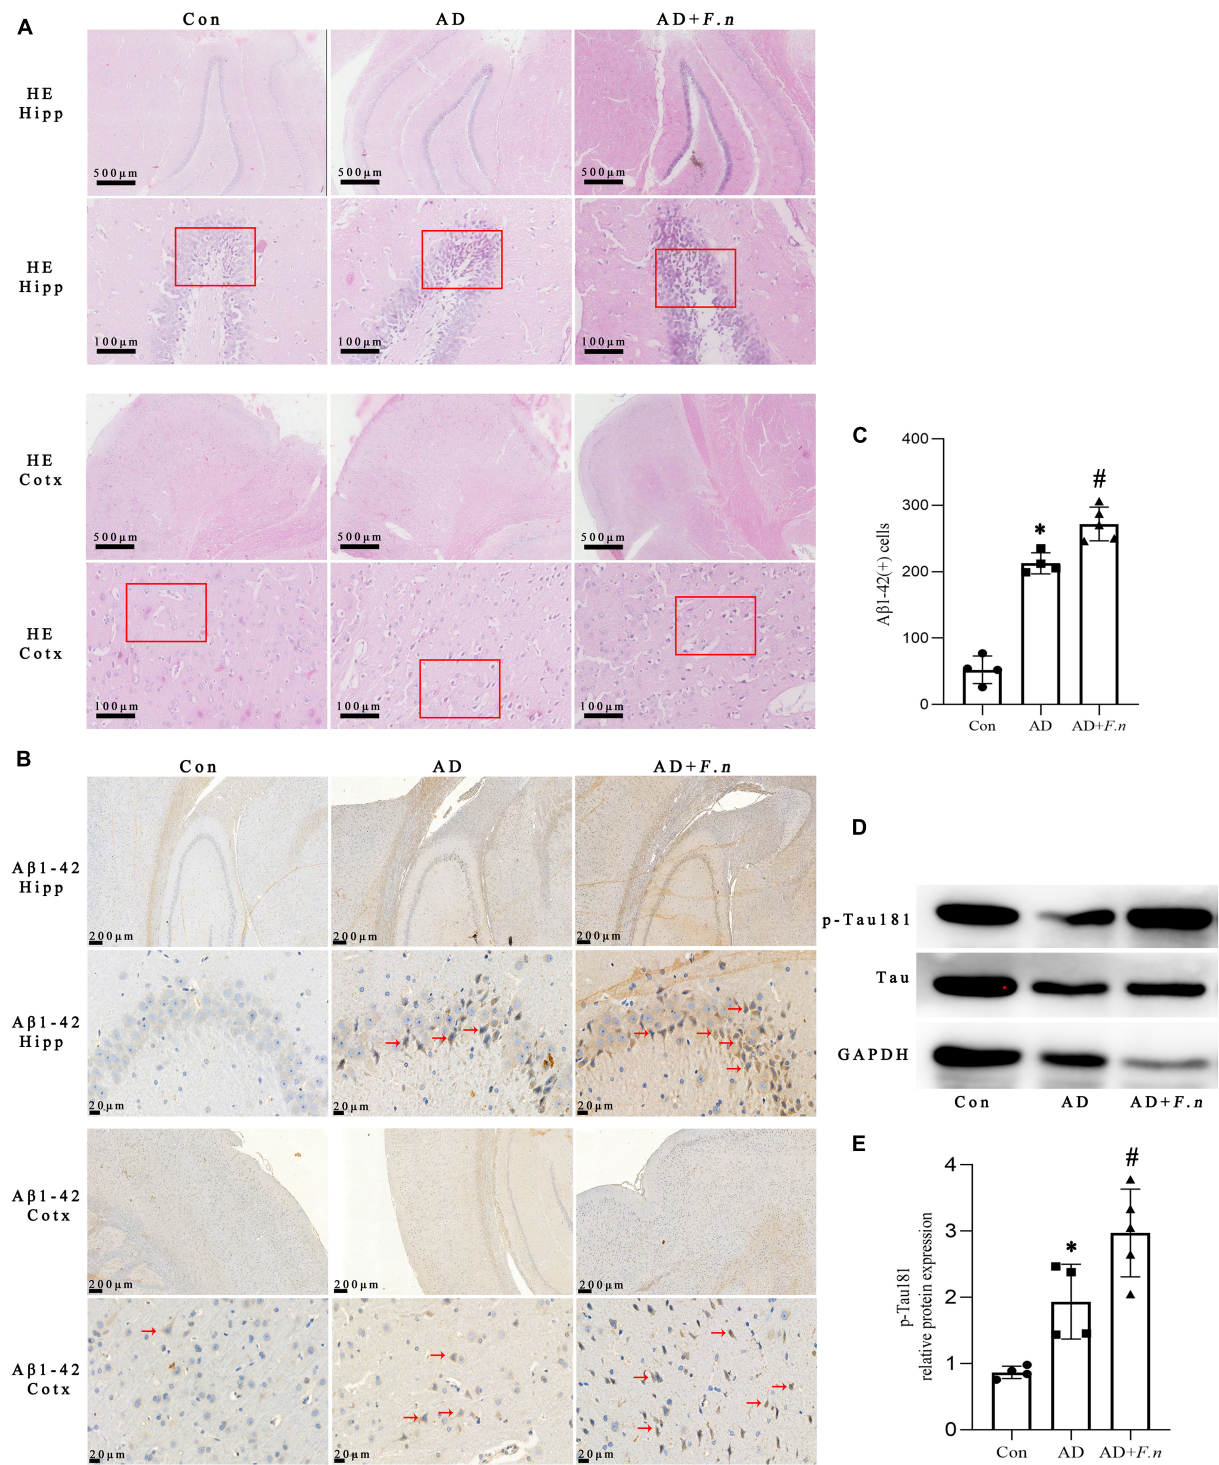 A
Con
AD
AD+F.n
HE
Hipp
500μm
500μm
500μm
HE
Hipp
100μm
100μm
100μm
HE
Cotx
500μm
500μm
500μm
HE
Cotx
100μm
100μm
100μm
B
Con
AD
AD+F.n
Aβ1-42
Hipp
200μm
200μm
200μm
Aβ1-42
Hipp
20μm
20μm
20μm
Aβ1-42
Cotx
200μm
200μm
200μm
Aβ1-42
Cotx
20μm
20μm
20μm
C
Aβ1-42(+) cells
400
300
200
100
0
*
#
Con
AD
AD+F.n
D
p-Tau181
Tau
GAPDH
Con
AD
AD+F.n
E
p-Tau181
relative protein expression
4
3
2
1
0
*
#
Con
AD
AD+F.n